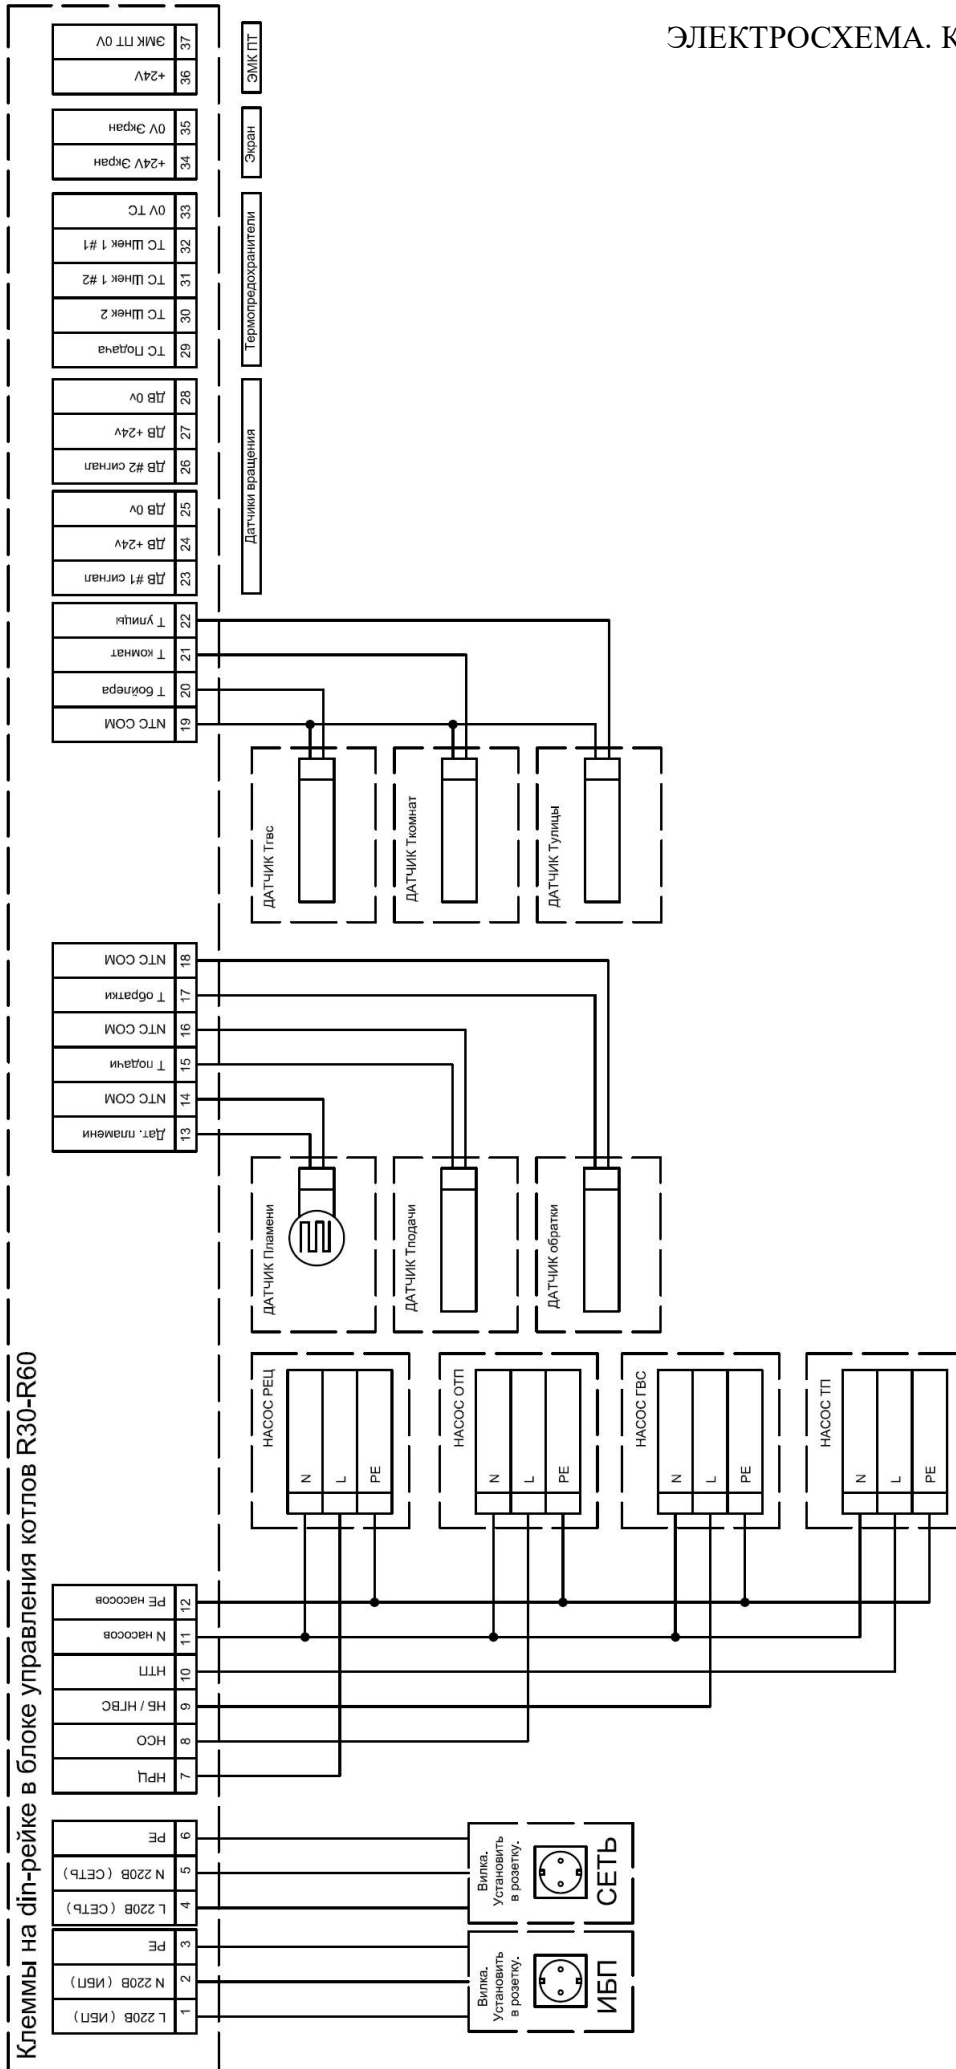 ЭЛЕКТРОСХЕМА. К
Клеммы на din-рейке в блоке управления котлов R30-R60
37 ЭМК ПТ 0V
36 +24V
ЭМК ПТ
35 0V Экран
34 +24V Экран
Экран
33 0V ТС
32 ТС Шнек 1 #1
31 ТС Шнек 1 #2
30 ТС Шнек 2
29 ТС Подача
Термопредохранители
28 ДВ 0v
27 ДВ +24v
26 ДВ #2 сигнал
25 ДВ 0v
24 ДВ +24v
23 ДВ #1 сигнал
Датчики вращения
22 Т улицы
21 Т комнат
20 Т бойлера
19 NTC COM
ДАТЧИК Тгвс
ДАТЧИК Ткомнат
ДАТЧИК Тулицы
18 NTC COM
17 Т обратки
16 NTC COM
15 Т подачи
14 NTC COM
13 Дат. пламени
ДАТЧИК Пламени
ДАТЧИК Тподачи
ДАТЧИК обратки
НАСОС РЕЦ
N
L
PE
НАСОС ОТП
N
L
PE
НАСОС ГВС
N
L
PE
НАСОС ТП
N
L
PE
12 PE насосов
11 N насосов
10 НТП
9 НБ / НГВС
8 НСО
7 НРЦ
6 PE
5 N 220В (СЕТЬ)
4 L 220В (СЕТЬ)
Вилка.
Установить
в розетку.
СЕТЬ
3 PE
2 N 220В (ИБП)
1 L 220В (ИБП)
Вилка.
Установить
в розетку.
ИБП